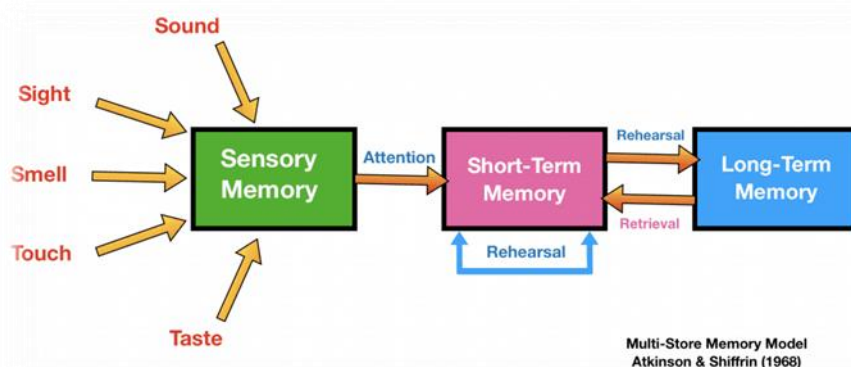 Sound
Sight
Smell
Touch
Taste
Sensory
Memory
Attention
Short-Term
Memory
Rehearsal
Rehearsal
Retrieval
Long-Term
Memory
Multi-Store Memory Model
Atkinson & Shiffrin (1968)